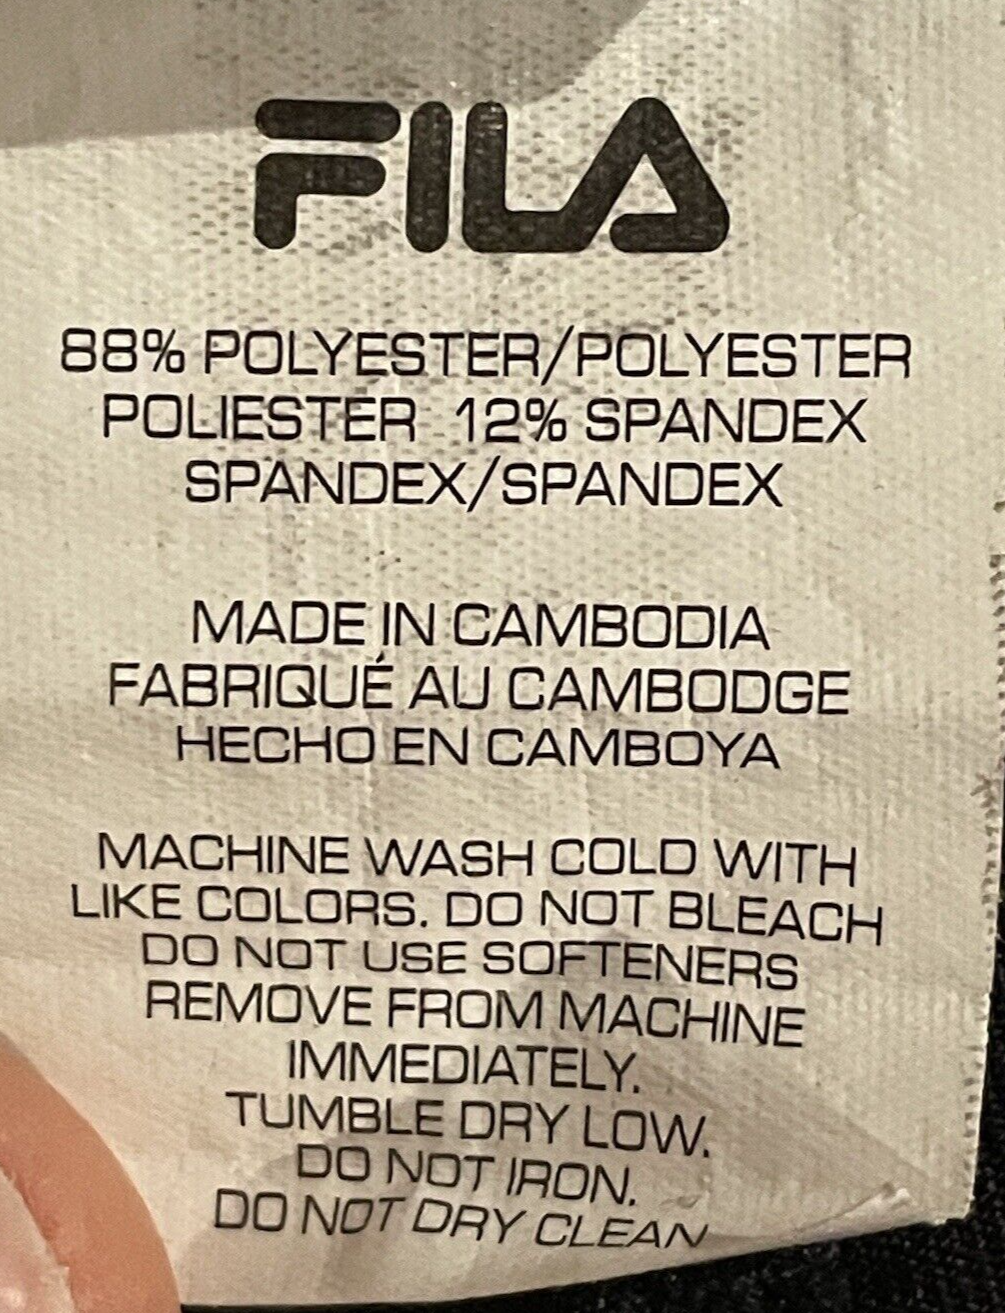 FILA
88% POLYESTER/POLYESTER
POLIESTER 12% SPANDEX
SPANDEX/SPANDEX
MADE IN CAMBODIA
FABRIQUÉ AU CAMBODGE
HECHO EN CAMBOYA
MACHINE WASH COLD WITH
LIKE COLORS. DO NOT BLEACH
DO NOT USE SOFTENERS
REMOVE FROM MACHINE
IMMEDIATELY.
TUMBLE DRY LOW.
DO NOT IRON.
DO NOT DRY CLEAN